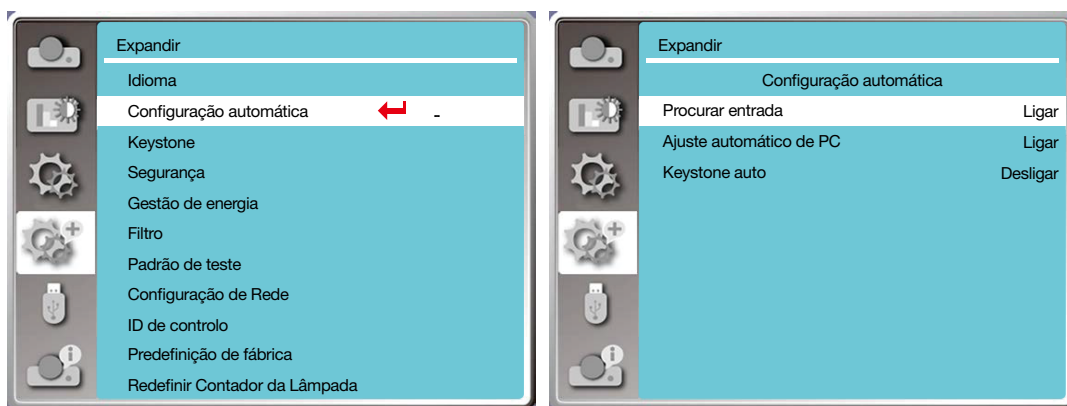 Expandir
Idioma
Configuração automática -
Keystone
Segurança
Gestão de energia
Filtro
Padrão de teste
Configuração de Rede
ID de controlo
Predefinição de fábrica
Redefinir Contador da Lâmpada
Expandir
Configuração automática
Procurar entrada Ligar
Ajuste automático de PC Ligar
Keystone auto Desligar